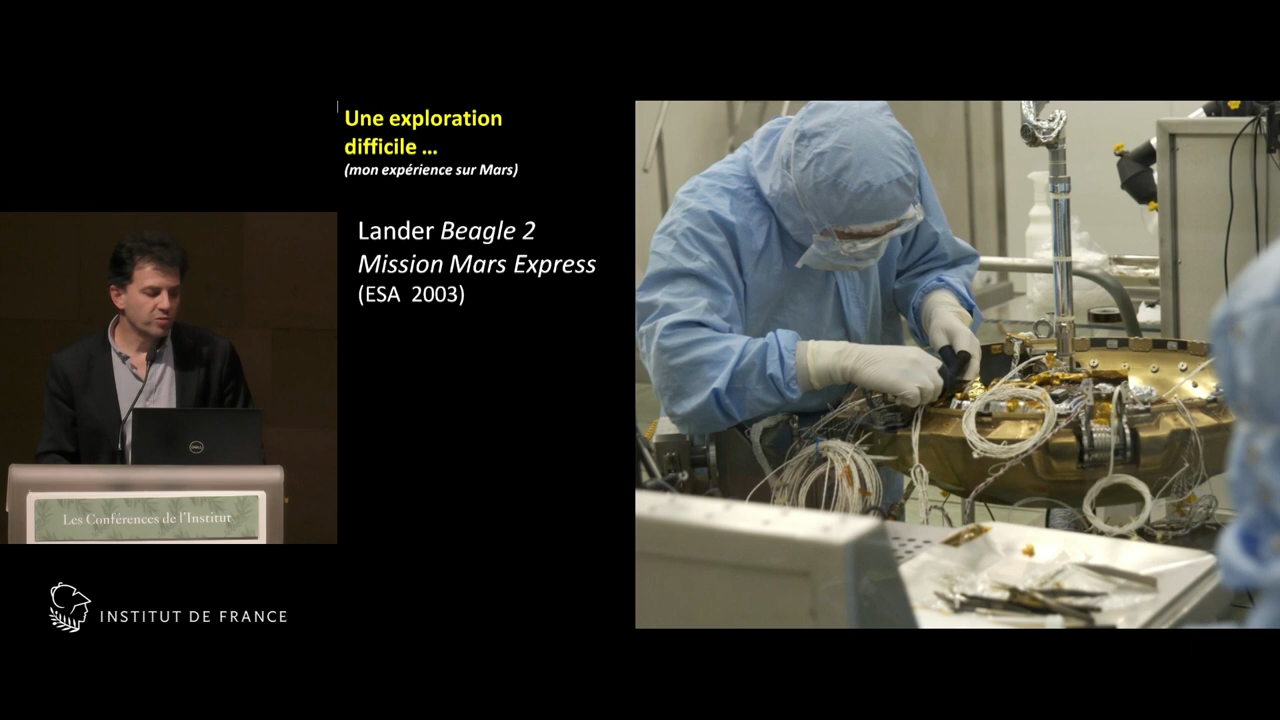 Une exploration
difficile ...
(mon expérience sur Mars)
Lander Beagle 2
Mission Mars Express
(ESA 2003)
DELL
Les Conférences de l'Institut
INSTITUT DE FRANCE